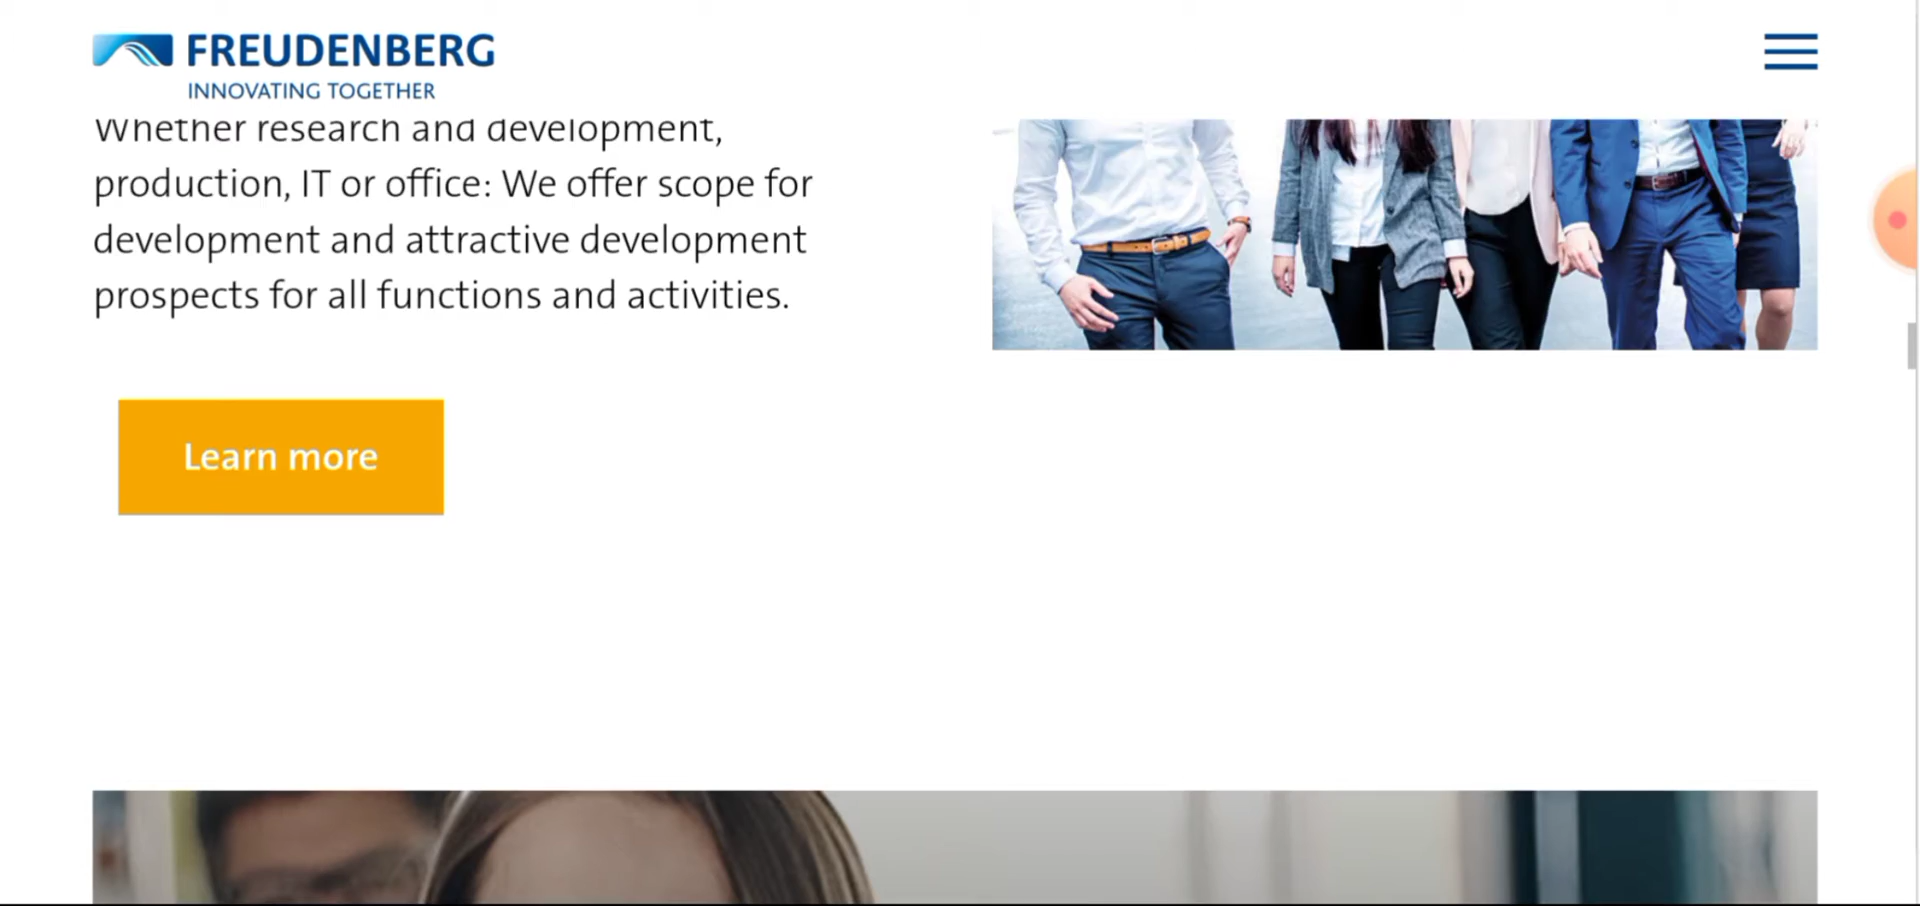 FREUDENBERG
INNOVATING TOGETHER
Whether research and development,
production, IT or office: We offer scope for
development and attractive development
prospects for all functions and activities.
Learn more